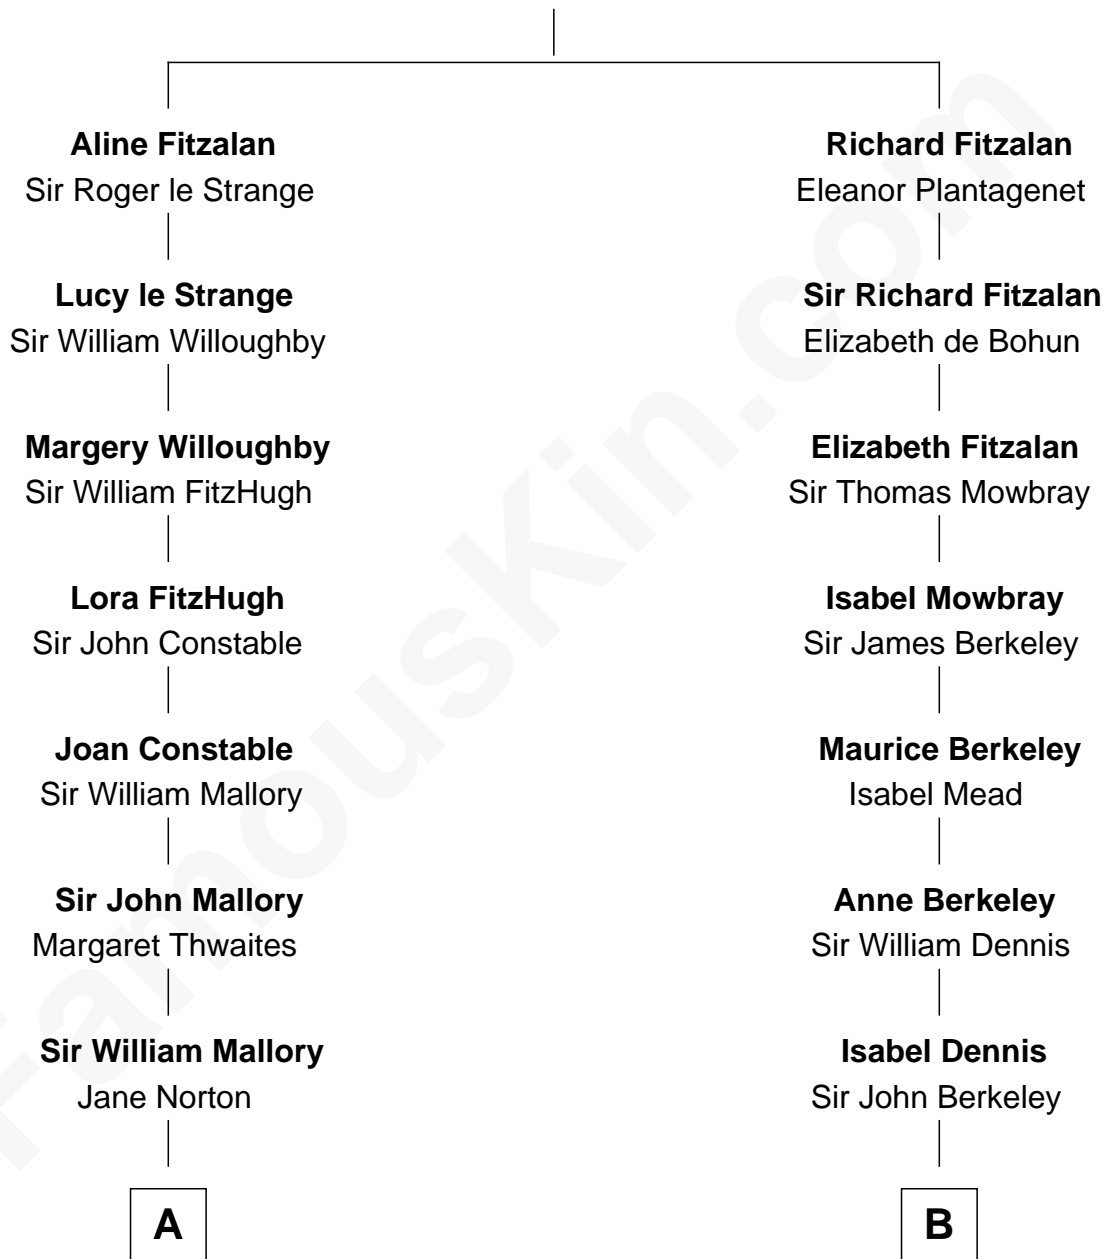 Aline Fitzalan
Sir Roger le Strange
Lucy le Strange
Sir William Willoughby
Margery Willoughby
Sir William FitzHugh
Lora FitzHugh
Sir John Constable
Joan Constable
Sir William Mallory
Sir John Mallory
Margaret Thwaites
Sir William Mallory
Jane Norton
A
Richard Fitzalan
Eleanor Plantagenet
Sir Richard Fitzalan
Elizabeth de Bohun
Elizabeth Fitzalan
Sir Thomas Mowbray
Isabel Mowbray
Sir James Berkeley
Maurice Berkeley
Isabel Mead
Anne Berkeley
Sir William Dennis
Isabel Dennis
Sir John Berkeley
B
FamousKin.com